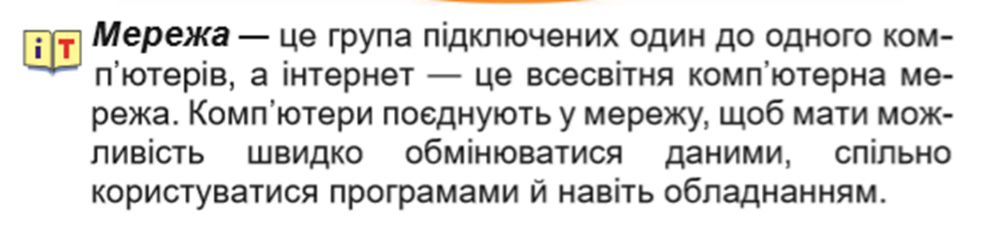 іТ Мережа — це група підключених один до одного ком-
п’ютерів, а інтернет — це всесвітня комп’ютерна ме-
режа. Комп’ютери поєднують у мережу, щоб мати мож-
ливість швидко обмінюватися даними, спільно
користуватися програмами й навіть обладнанням.